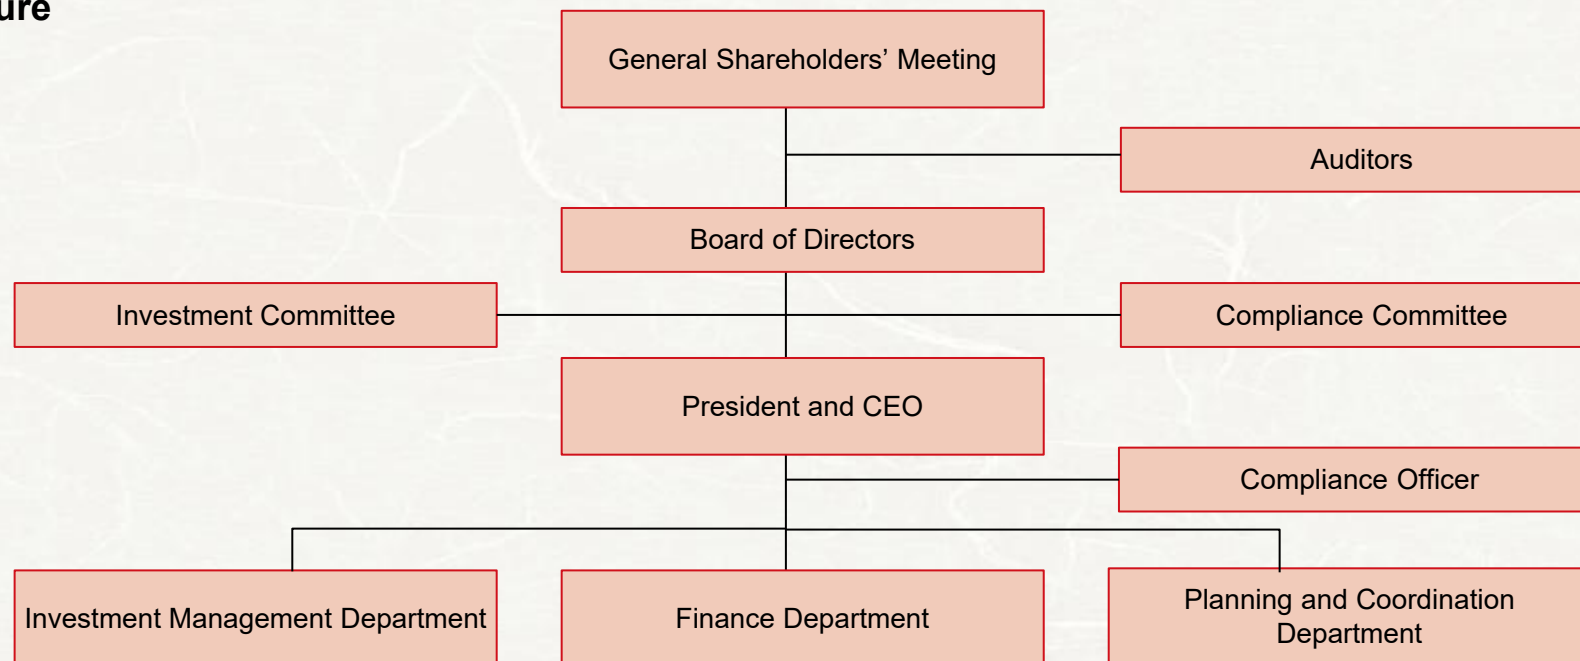 ure
General Shareholders’ Meeting
Auditors
Board of Directors
Investment Committee
Compliance Committee
President and CEO
Compliance Officer
Investment Management Department
Finance Department
Planning and Coordination
Department